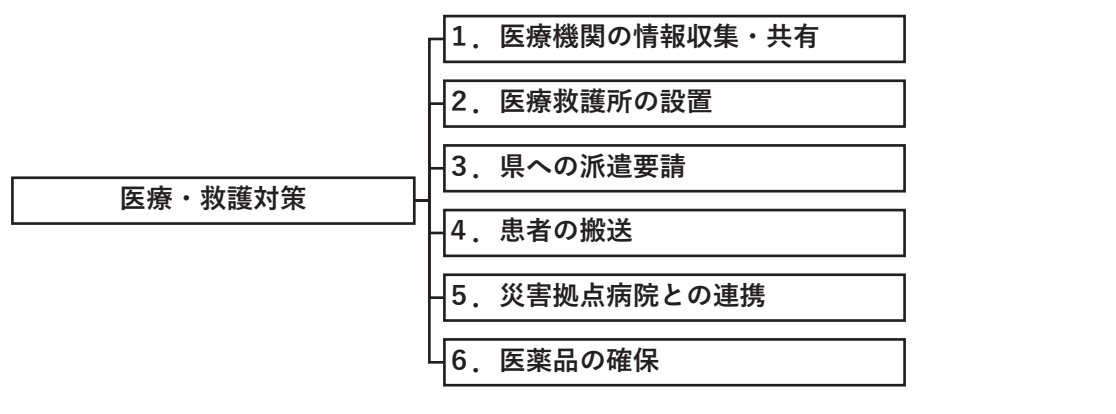 医療・救護対策
1．医療機関の情報収集・共有
2．医療救護所の設置
3．県への派遣要請
4．患者の搬送
5．災害拠点病院との連携
6．医薬品の確保